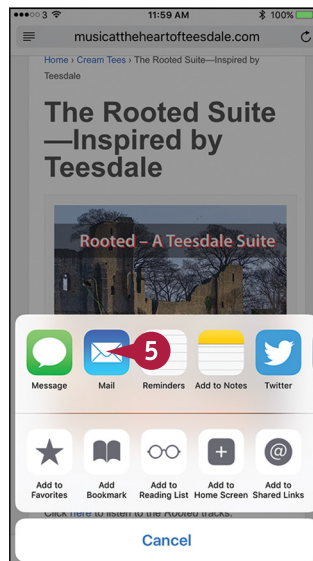 3 11:59 AM 100%
musicattheheartofteesdale.com
Home › Cream Tees › The Rooted Suite—Inspired by
Teesdale
The Rooted Suite
—Inspired by
Teesdale
Rooted – A Teesdale Suite
5
Message Mail Reminders Add to Notes Twitter
Add to Favorites
Add Bookmark
Add to Reading List
Add to Home Screen
Add to Shared Links
Click here to listen to the Rooted tracks.
Cancel